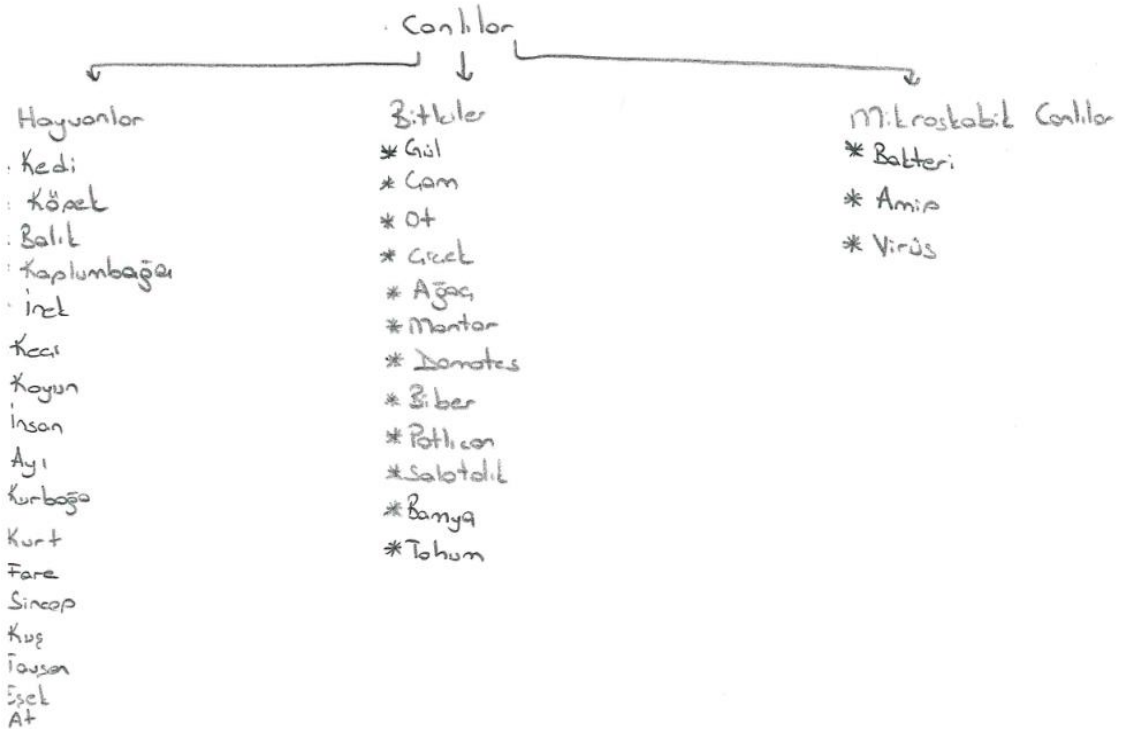 Canlılar
Hayvanlar
Kedi
Köpek
Balık
Kaplumbağa
İnek
Keçi
Koyun
İnsan
Ayı
Kurbağa
Kurt
Fare
Sincap
Kuş
Tavşan
Eşek
At
Bitkiler
* Gül
* Çam
* Ot
* Çiçek
* Ağaç
* Mantar
* Domates
* Biber
* Patlıcan
* Salatalık
* Bamya
* Tohum
Mikroskabik Canlılar
* Bakteri
* Amip
* Virüs